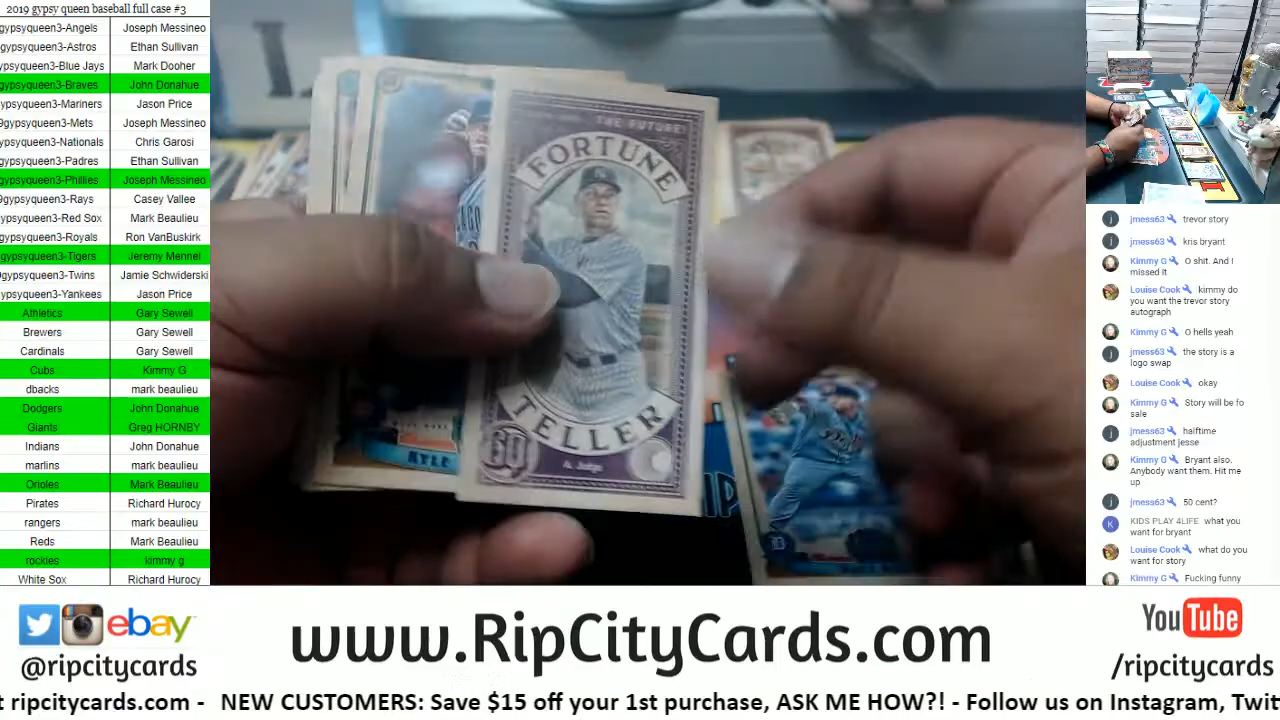 2019 gypsy queen baseball full case #3
gypsyqueen3-Angels Joseph Messineo
gypsyqueen3-Astros Ethan Sullivan
gypsyqueen3-Blue Jays Mark Dooher
gypsyqueen3-Braves John Donahue
gypsyqueen3-Mariners Jason Price
9gypsyqueen3-Mets Joseph Messineo
gypsyqueen3-Nationals Chris Garosi
gypsyqueen3-Padres Ethan Sullivan
gypsyqueen3-Phillies Joseph Messineo
9gypsyqueen3-Rays Casey Vallee
gypsyqueen3-Red Sox Mark Beaulieu
gypsyqueen3-Royals Ron VanBuskirk
gypsyqueen3-Tigers Jeremy Mennel
gypsyqueen3-Twins Jamie Schwiderski
ypsyqueen3-Yankees Jason Price
Athletics Gary Sewell
Brewers Gary Sewell
Cardinals Gary Sewell
Cubs Kimmy G
dbacks mark beaulieu
Dodgers John Donahue
Giants Greg HORNBY
Indians John Donahue
marlins mark beaulieu
Orioles Mark Beaulieu
Pirates Richard Hurocy
rangers mark beaulieu
Reds Mark Beaulieu
rockies kimmy g
White Sox Richard Hurocy
THE FUTURE!
FORTUNE
TELLER
GQ
A. Judge
jmess63 trevor story
jmess63 kris bryant
Kimmy G O shit. And I
missed it
Louise Cook kimmy do
you want the trevor story
autograph
Kimmy G O hells yeah
jmess63 the story is a
logo swap
Louise Cook okay
Kimmy G Story will be fo
sale
jmess63 halftime
adjustment jesse
Kimmy G Bryant also.
Anybody want them. Hit me
up
jmess63 50 cent?
KIDS PLAY 4LIFE what you
want for bryant
Louise Cook what do you
want for story
Kimmy G Fucking funny
ebay
@ripcitycards
www.RipCityCards.com
YouTube
/ripcitycards
t ripcitycards.com - NEW CUSTOMERS: Save $15 off your 1st purchase, ASK ME HOW?! - Follow us on Instagram, Twit